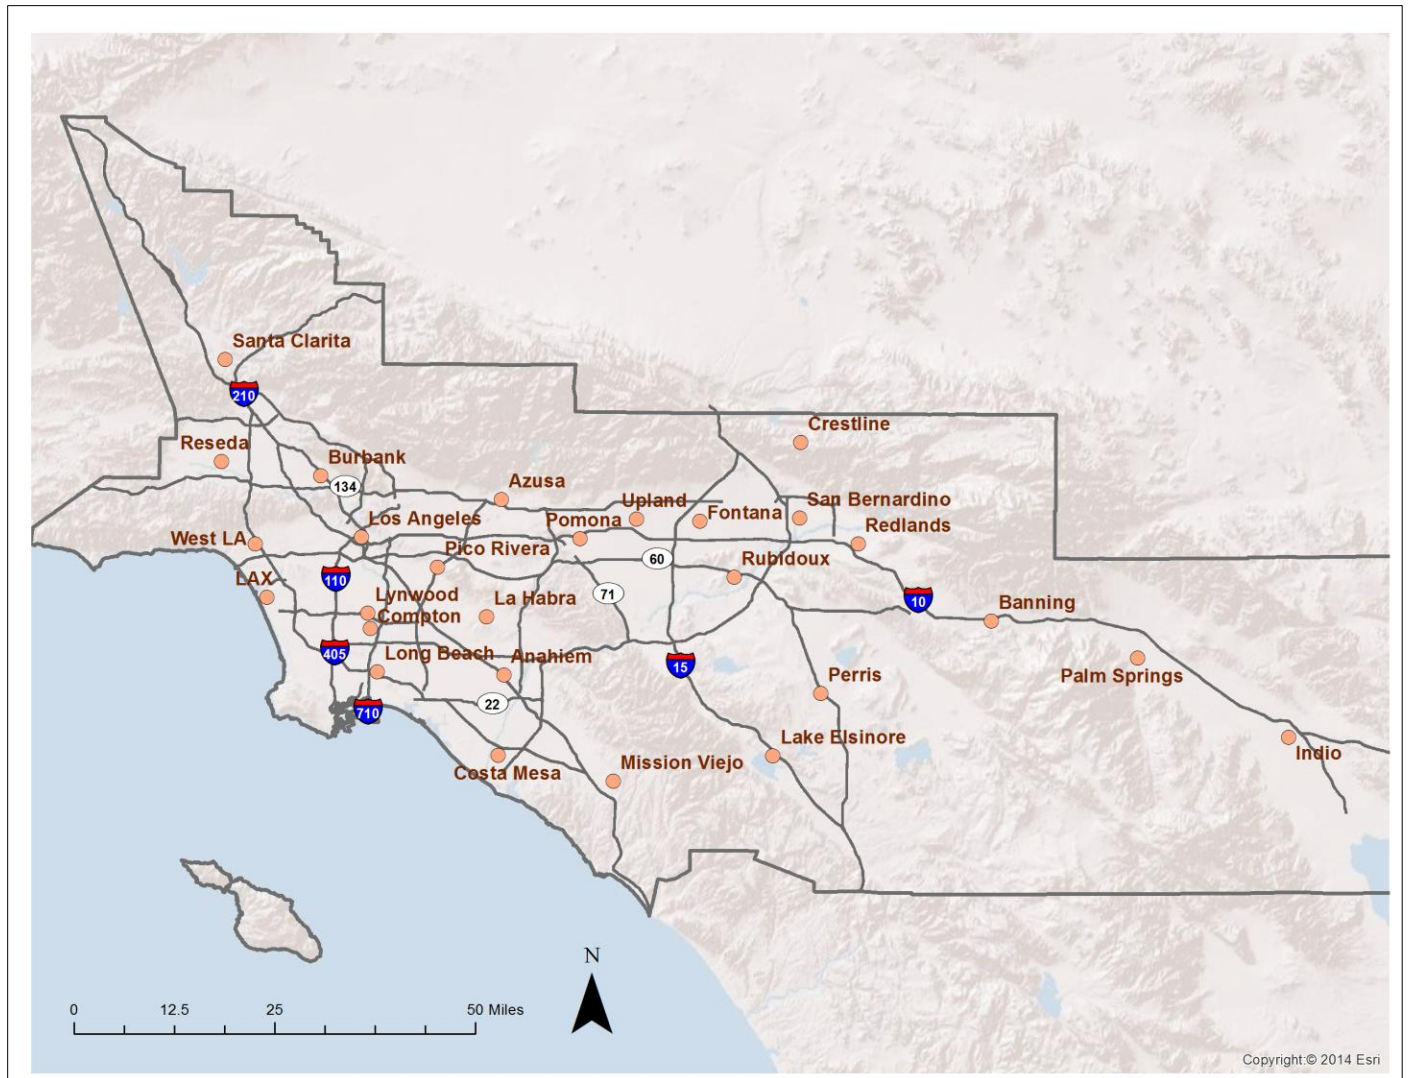 Santa Clarita
210
Crestline
Reseda
Burbank
134
Azusa
Upland
San Bernardino
Fontana
Los Angeles
Pomona
Redlands
West LA
Pico Rivera
60
Rubidoux
LAX
110
Lynwood
La Habra
71
10
Banning
Compton
405
Long Beach
Anahiem
15
Perris
Palm Springs
22
710
Lake Elsinore
Costa Mesa
Mission Viejo
Indio
N
0 12.5 25 50 Miles
Copyright:© 2014 Esri